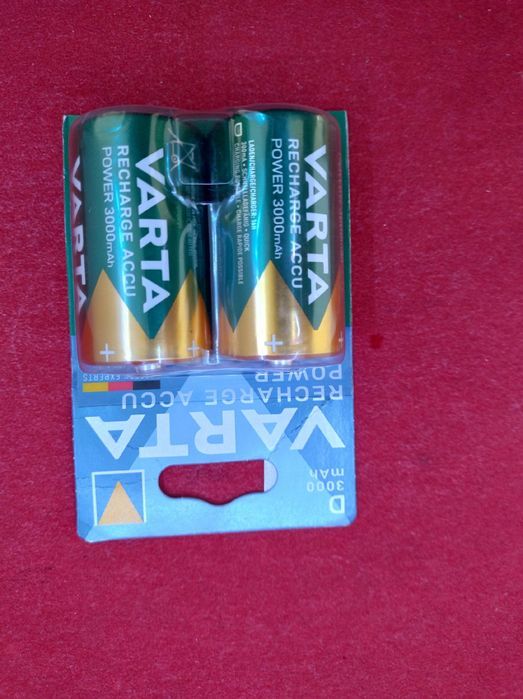 VARTA
RECHARGE ACCU
POWER 3000mAh
VARTA
RECHARGE ACCU
POWER 3000mAh
D
VARTA
RECHARGE ACCU
POWER
D
3000
mAh